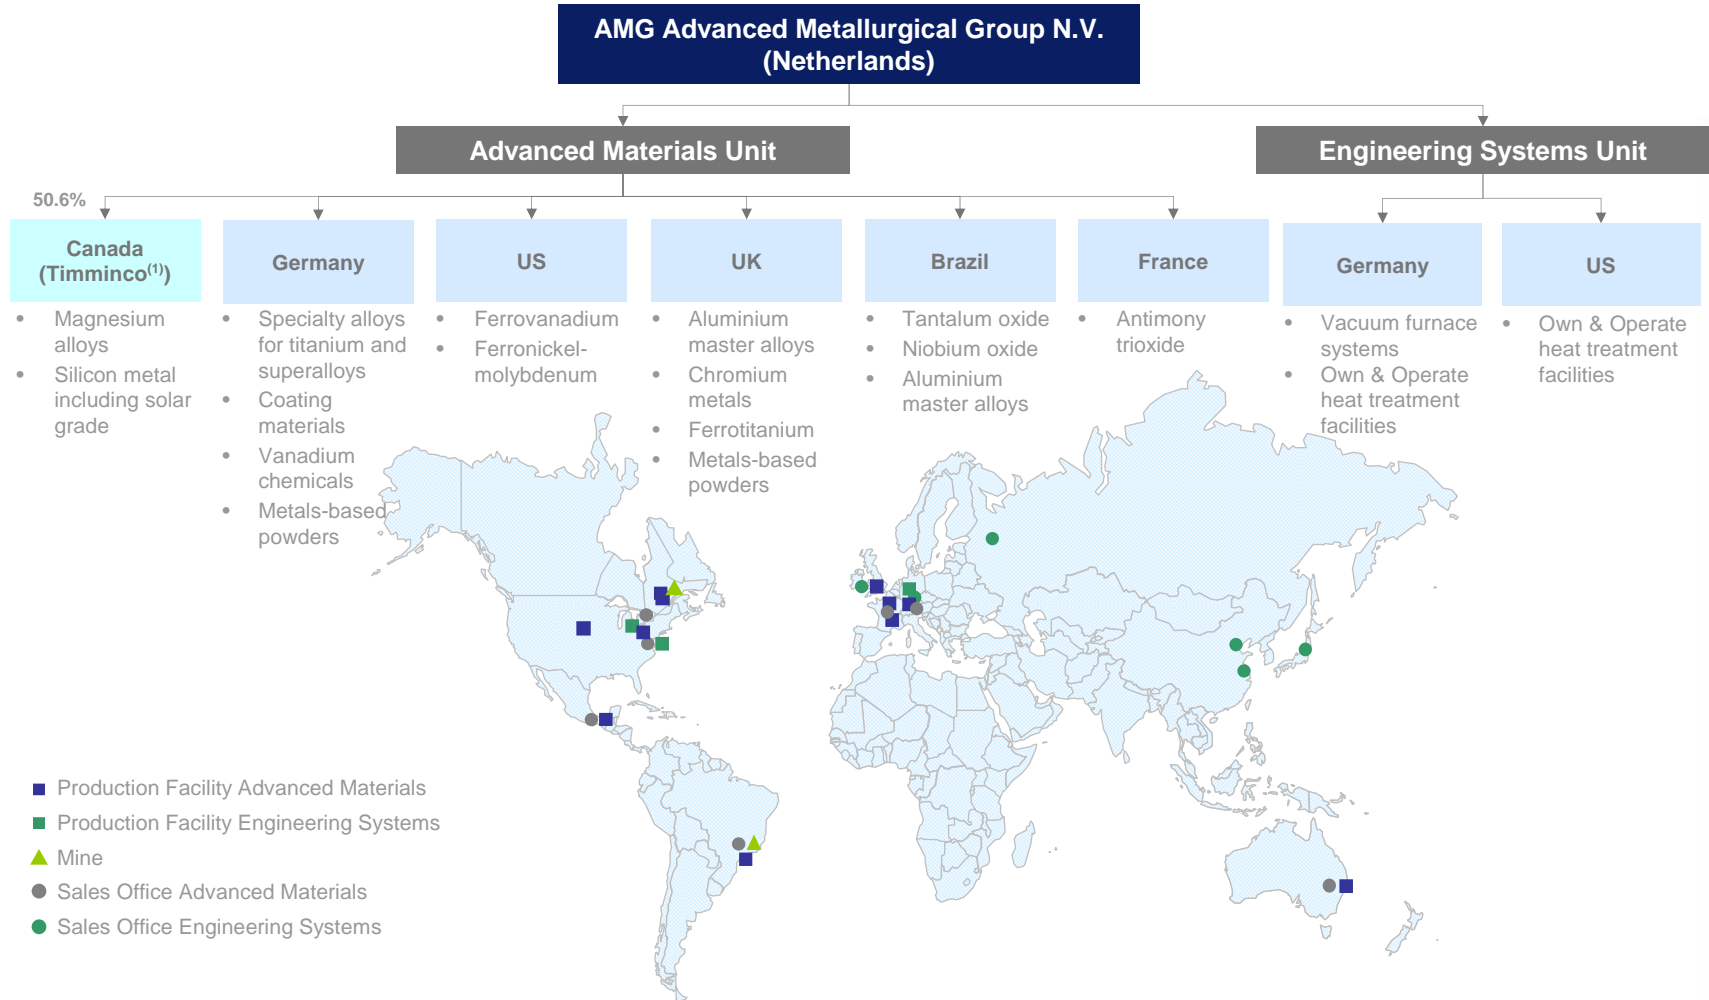 AMG Advanced Metallurgical Group N.V.
(Netherlands)
Advanced Materials Unit
Engineering Systems Unit
50.6%
Canada
(Timminco(1))
Germany
US
UK
Brazil
France
Germany
US
• Magnesium
alloys
• Silicon metal
including solar
grade
• Specialty alloys
for titanium and
superalloys
• Coating
materials
• Vanadium
chemicals
• Metals-based
powders
• Ferrovanadium
• Ferronickel-
molybdenum
• Aluminium
master alloys
• Chromium
metals
• Ferrotitanium
• Metals-based
powders
• Tantalum oxide
• Niobium oxide
• Aluminium
master alloys
• Antimony
trioxide
• Vacuum furnace
systems
• Own & Operate
heat treatment
facilities
• Own & Operate
heat treatment
facilities
Production Facility Advanced Materials
Production Facility Engineering Systems
Mine
Sales Office Advanced Materials
Sales Office Engineering Systems